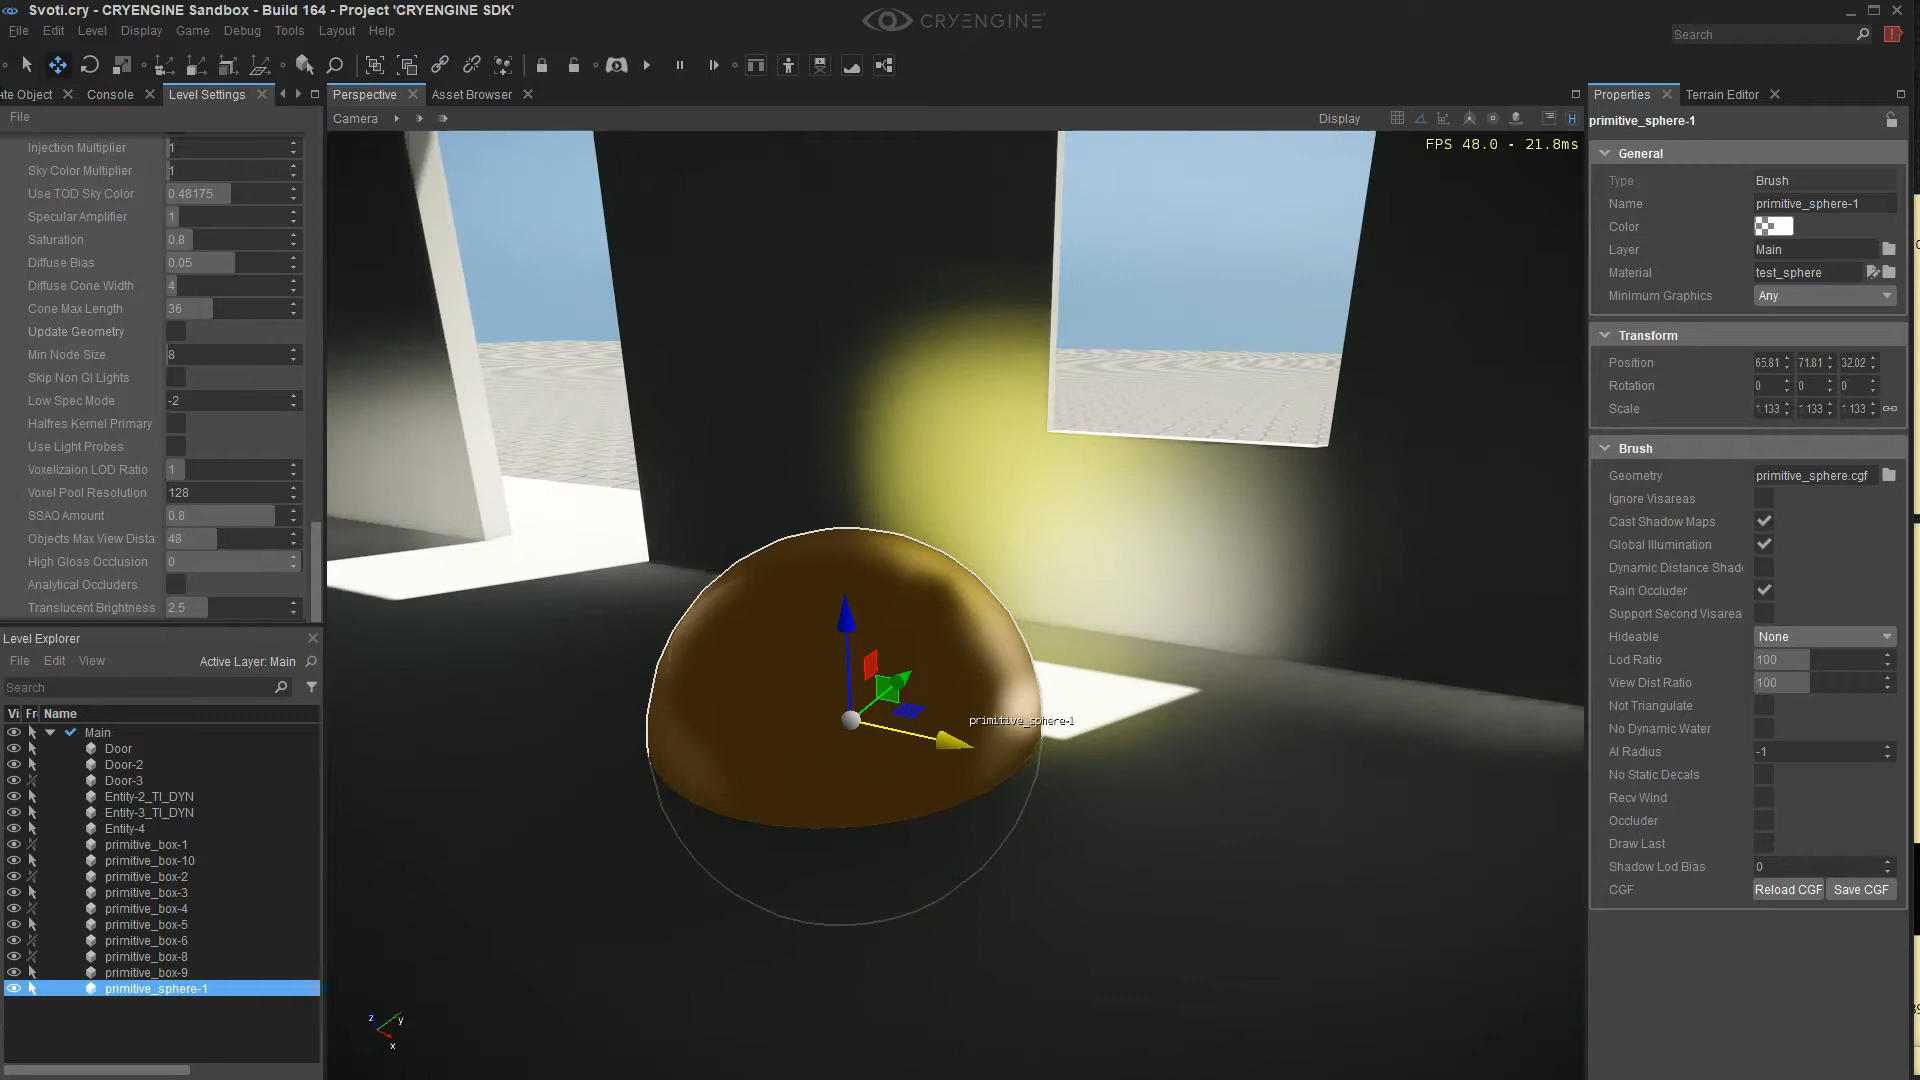 Svoti.cry - CRYENGINE Sandbox - Build 164 - Project 'CRYENGINE SDK'
CRYENGINE
File Edit Level Display Game Debug Tools Layout Help
Search
te Object Console Level Settings
File
Injection Multiplier 1
Sky Color Multiplier 1
Use TOD Sky Color 0.48175
Specular Amplifier 1
Saturation 0.8
Diffuse Bias 0.05
Diffuse Cone Width 4
Cone Max Length 36
Update Geometry
Min Node Size 8
Skip Non GI Lights
Low Spec Mode -2
Halfres Kernel Primary
Use Light Probes
Voxelizaion LOD Ratio 1
Voxel Pool Resolution 128
SSAO Amount 0.8
Objects Max View Dista 48
High Gloss Occlusion 0
Analytical Occluders
Translucent Brightness 2.5
Level Explorer
File Edit View Active Layer: Main
Search
Vi Fr Name
Main
Door
Door-2
Door-3
Entity-2_TI_DYN
Entity-3_TI_DYN
Entity-4
primitive_box-1
primitive_box-10
primitive_box-2
primitive_box-3
primitive_box-4
primitive_box-5
primitive_box-6
primitive_box-8
primitive_box-9
primitive_sphere-1
Perspective Asset Browser
Camera Display H
FPS 48.0 - 21.8ms
primitive_sphere-1
z y
x
Properties Terrain Editor
primitive_sphere-1
General
Type Brush
Name primitive_sphere-1
Color
Layer Main
Material test_sphere
Minimum Graphics Any
Transform
Position 65.81 71.81 32.02
Rotation 0 0 0
Scale 1.133 1.133 1.133
Brush
Geometry primitive_sphere.cgf
Ignore Visareas
Cast Shadow Maps
Global Illumination
Dynamic Distance Shad
Rain Occluder
Support Second Visarea
Hideable None
Lod Ratio 100
View Dist Ratio 100
Not Triangulate
No Dynamic Water
AI Radius -1
No Static Decals
Recv Wind
Occluder
Draw Last
Shadow Lod Bias 0
CGF Reload CGF Save CGF